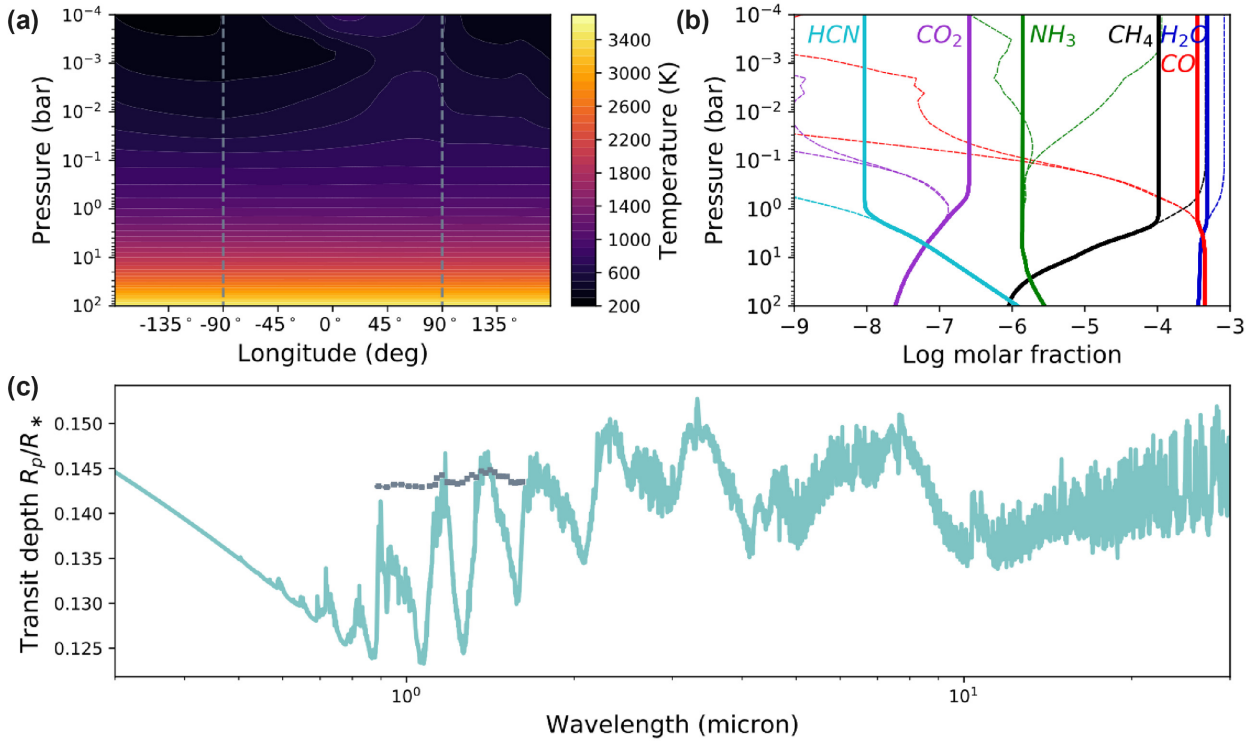 (a)
10⁻⁴
10⁻³
10⁻²
10⁻¹
10⁰
10¹
10²
Pressure (bar)
-135° -90° -45° 0° 45° 90° 135°
Longitude (deg)
3400
3000
2600
2200
1800
1400
1000
600
200
Temperature (K)
(b)
10⁻⁴
10⁻³
10⁻²
10⁻¹
10⁰
10¹
10²
Pressure (bar)
HCN CO₂ NH₃ CH₄ H₂O
CO
−9 −8 −7 −6 −5 −4 −3
Log molar fraction
(c)
0.150
0.145
0.140
0.135
0.130
0.125
Transit depth Rₚ/R∗
10⁰ 10¹
Wavelength (micron)